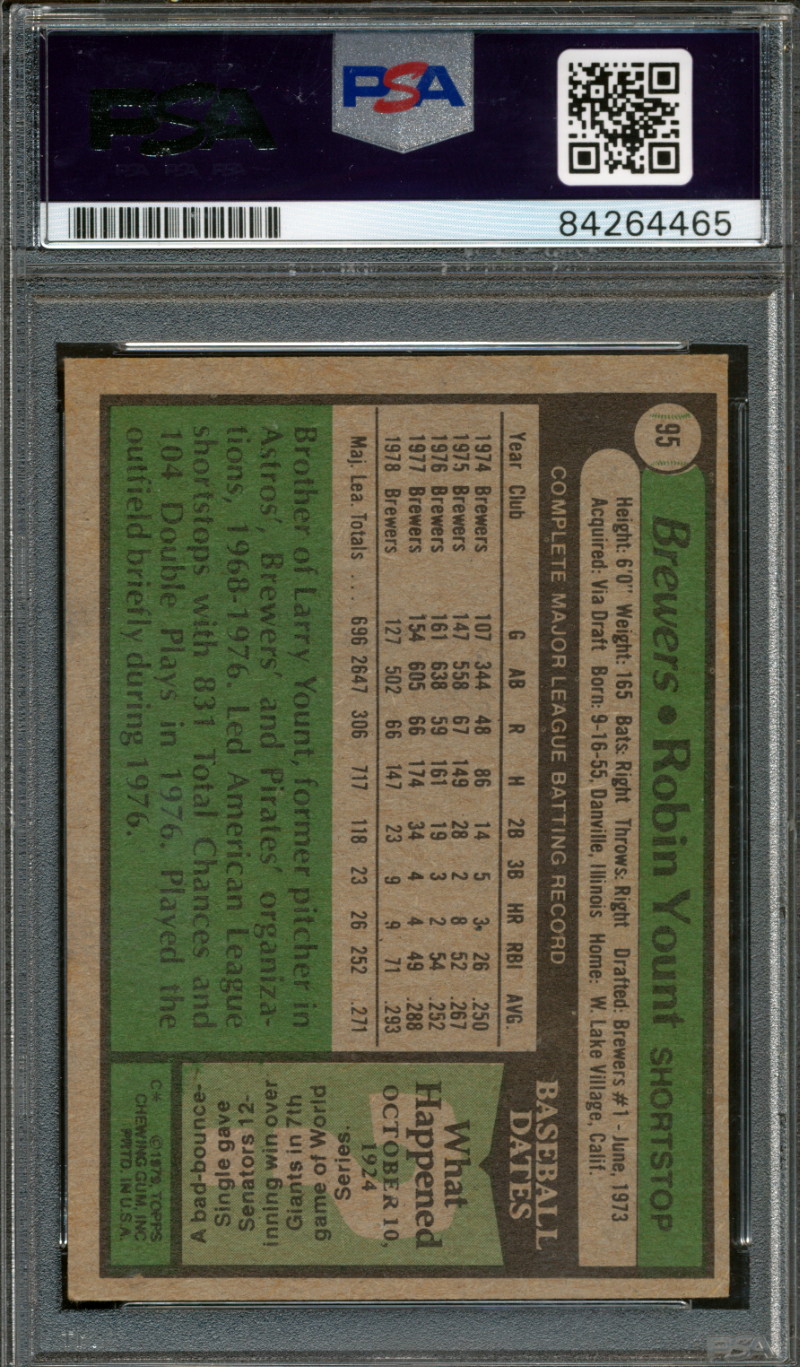 PSA
PSA
PSA PSA PSA
84264465
95
Brewers • Robin Yount SHORTSTOP
Height: 6'0" Weight: 165 Bats: Right Throws: Right Drafted: Brewers #1 - June, 1973
Acquired: Via Draft Born: 9-16-55, Danville, Illinois Home: W. Lake Village, Calif.
COMPLETE MAJOR LEAGUE BATTING RECORD
Year Club G AB R H 2B 3B HR RBI AVG.
1974 Brewers 107 344 48 86 14 5 3 26 .250
1975 Brewers 147 558 67 149 28 2 8 52 .267
1976 Brewers 161 638 59 161 19 3 2 54 .252
1977 Brewers 154 605 66 174 34 4 4 49 .288
1978 Brewers 127 502 66 147 23 9 9 71 .293
Maj. Lea. Totals .... 696 2647 306 717 118 23 26 252 .271
Brother of Larry Yount, former pitcher in
Astros', Brewers' and Pirates' organiza-
tions, 1968-1976. Led American League
shortstops with 831 Total Chances and
104 Double Plays in 1976. Played the
outfield briefly during 1976.
BASEBALL
DATES
What
Happened
OCTOBER 10,
1924
A bad-bounce-
Single gave
Senators 12-
inning win over
Giants in 7th
game of World
Series.
C* © 1979, TOPPS
CHEWING GUM, INC
PRTD. IN U.S.A.
PSA